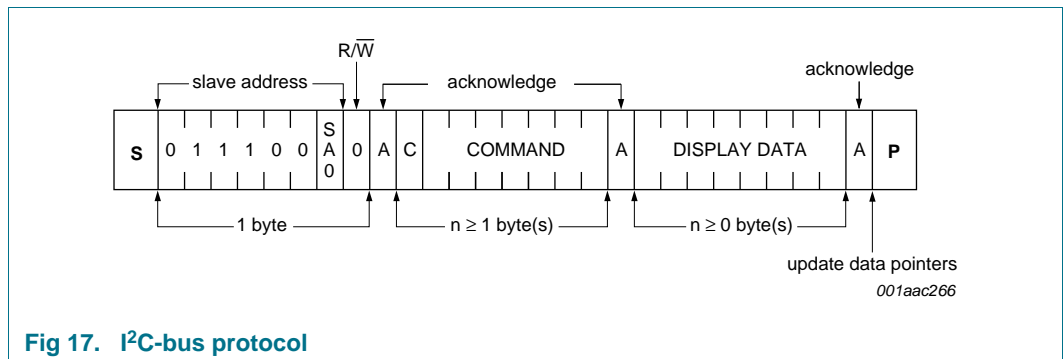 R/W
slave address
acknowledge
acknowledge
S 0 1 1 1 0 0 SA0 0 A C COMMAND A DISPLAY DATA A P
1 byte
n ≥ 1 byte(s)
n ≥ 0 byte(s)
update data pointers
001aac266
Fig 17. I²C-bus protocol